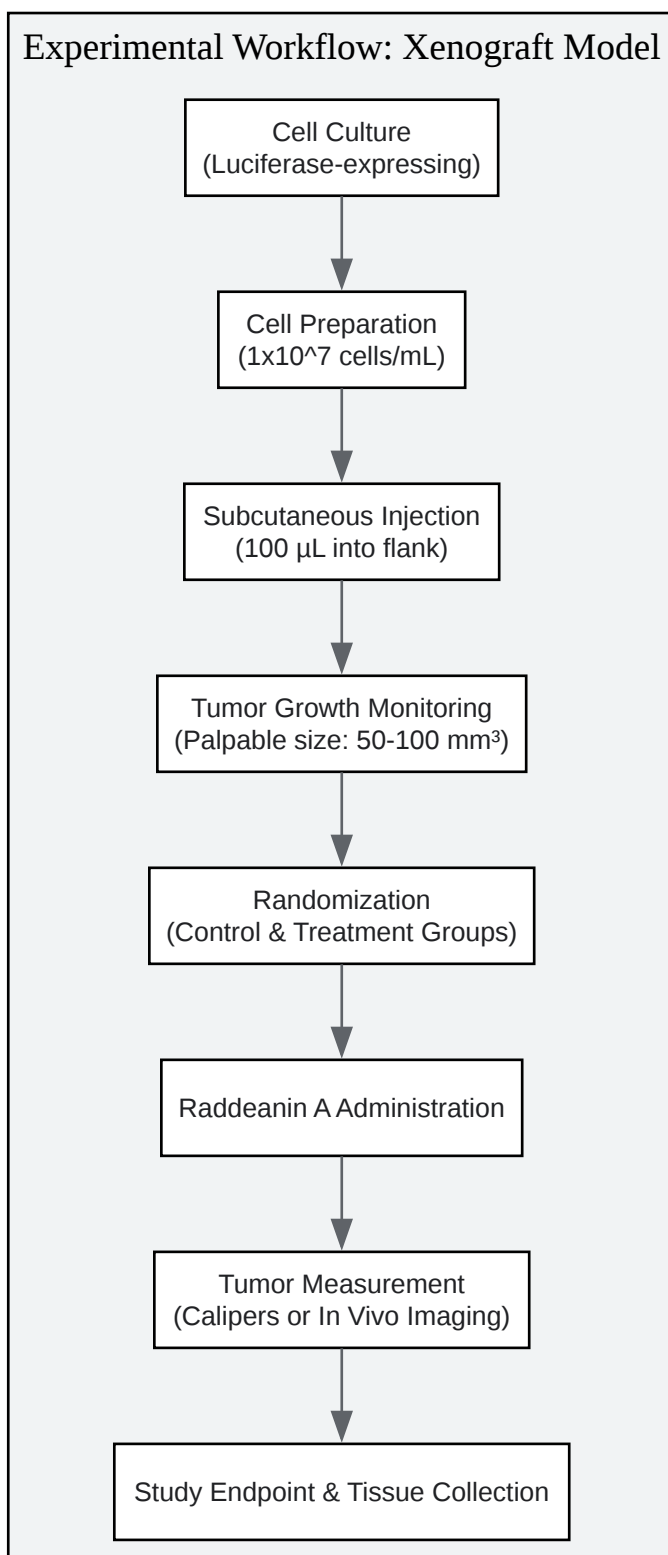 Experimental Workflow: Xenograft Model
Cell Culture
(Luciferase-expressing)
Cell Preparation
(1x10^7 cells/mL)
Subcutaneous Injection
(100 µL into flank)
Tumor Growth Monitoring
(Palpable size: 50-100 mm³)
Randomization
(Control & Treatment Groups)
Raddeanin A Administration
Tumor Measurement
(Calipers or In Vivo Imaging)
Study Endpoint & Tissue Collection